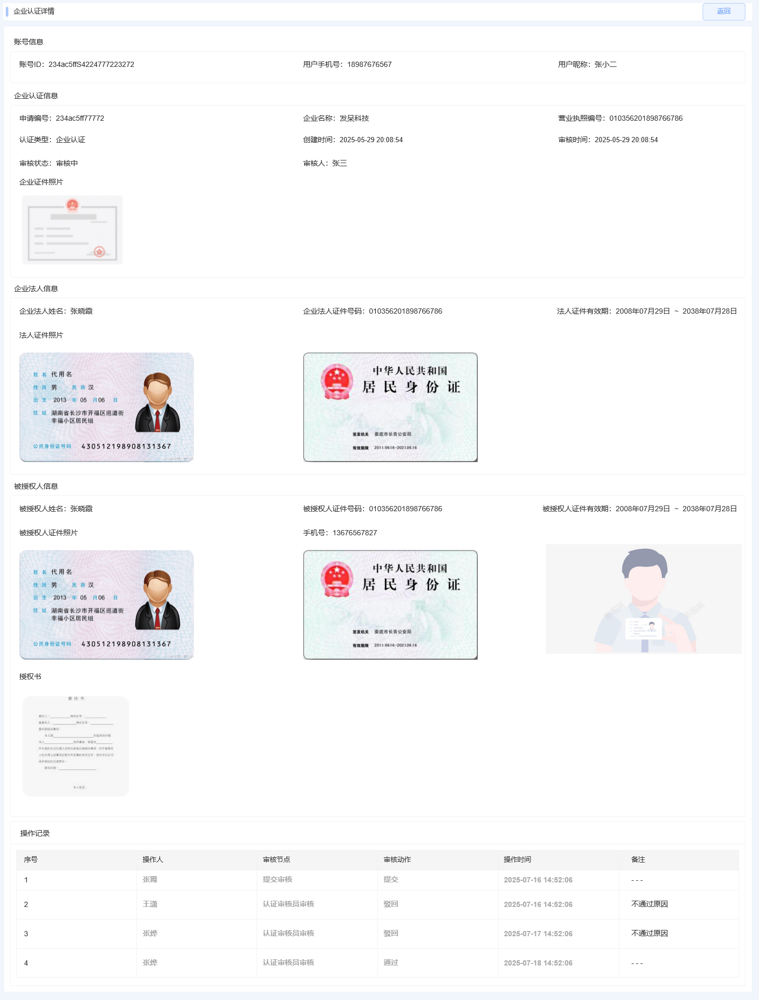 企业认证详情
返回
账号信息
账号ID：234ac5ffS4224777223272
用户手机号：18987676567
用户昵称：张小二
企业认证信息
申请编号：234ac5ff77772
企业名称：发呆科技
营业执照编号：010356201898766786
认证类型：企业认证
创建时间：2025-05-29 20:08:54
审核时间：2025-05-29 20:08:54
审核状态：审核中
审核人：张三
企业证件照片
企业法人信息
企业法人姓名：张晓霞
企业法人证件号码：010356201898766786
法人证件有效期：2008年07月29日 ~ 2038年07月28日
法人证件照片
姓 名 代用名
性 别 男 民 族 汉
出 生 2013 年 05 月06 日
住 址 湖南省长沙市开福区巡道街
幸福小区居民组
公民身份证号码 430512198908131367
中华人民共和国
居 民 身 份 证
签发机关 娄底市长青公安局
有效期限 2011.06.16-2021.06.16
被授权人信息
被授权人姓名：张晓霞
被授权人证件号码：010356201898766786
被授权人证件有效期：2008年07月29日 ~ 2038年07月28日
被授权人证件照片
手机号：13676567827
姓 名 代用名
性 别 男 民 族 汉
出 生 2013 年 05 月06 日
住 址 湖南省长沙市开福区巡道街
幸福小区居民组
公民身份证号码 430512198908131367
中华人民共和国
居 民 身 份 证
签发机关 娄底市长青公安局
有效期限 2011.06.16-2021.06.16
授权书
委 托 书
操作记录
序号 操作人 审核节点 审核动作 操作时间 备注
1 张霞 提交审核 提交 2025-07-16 14:52:06 - - -
2 王潇 认证审核员审核 驳回 2025-07-16 14:52:06 不通过原因
3 张烨 认证审核员审核 驳回 2025-07-17 14:52:06 不通过原因
4 张烨 认证审核员审核 通过 2025-07-18 14:52:06 - - -